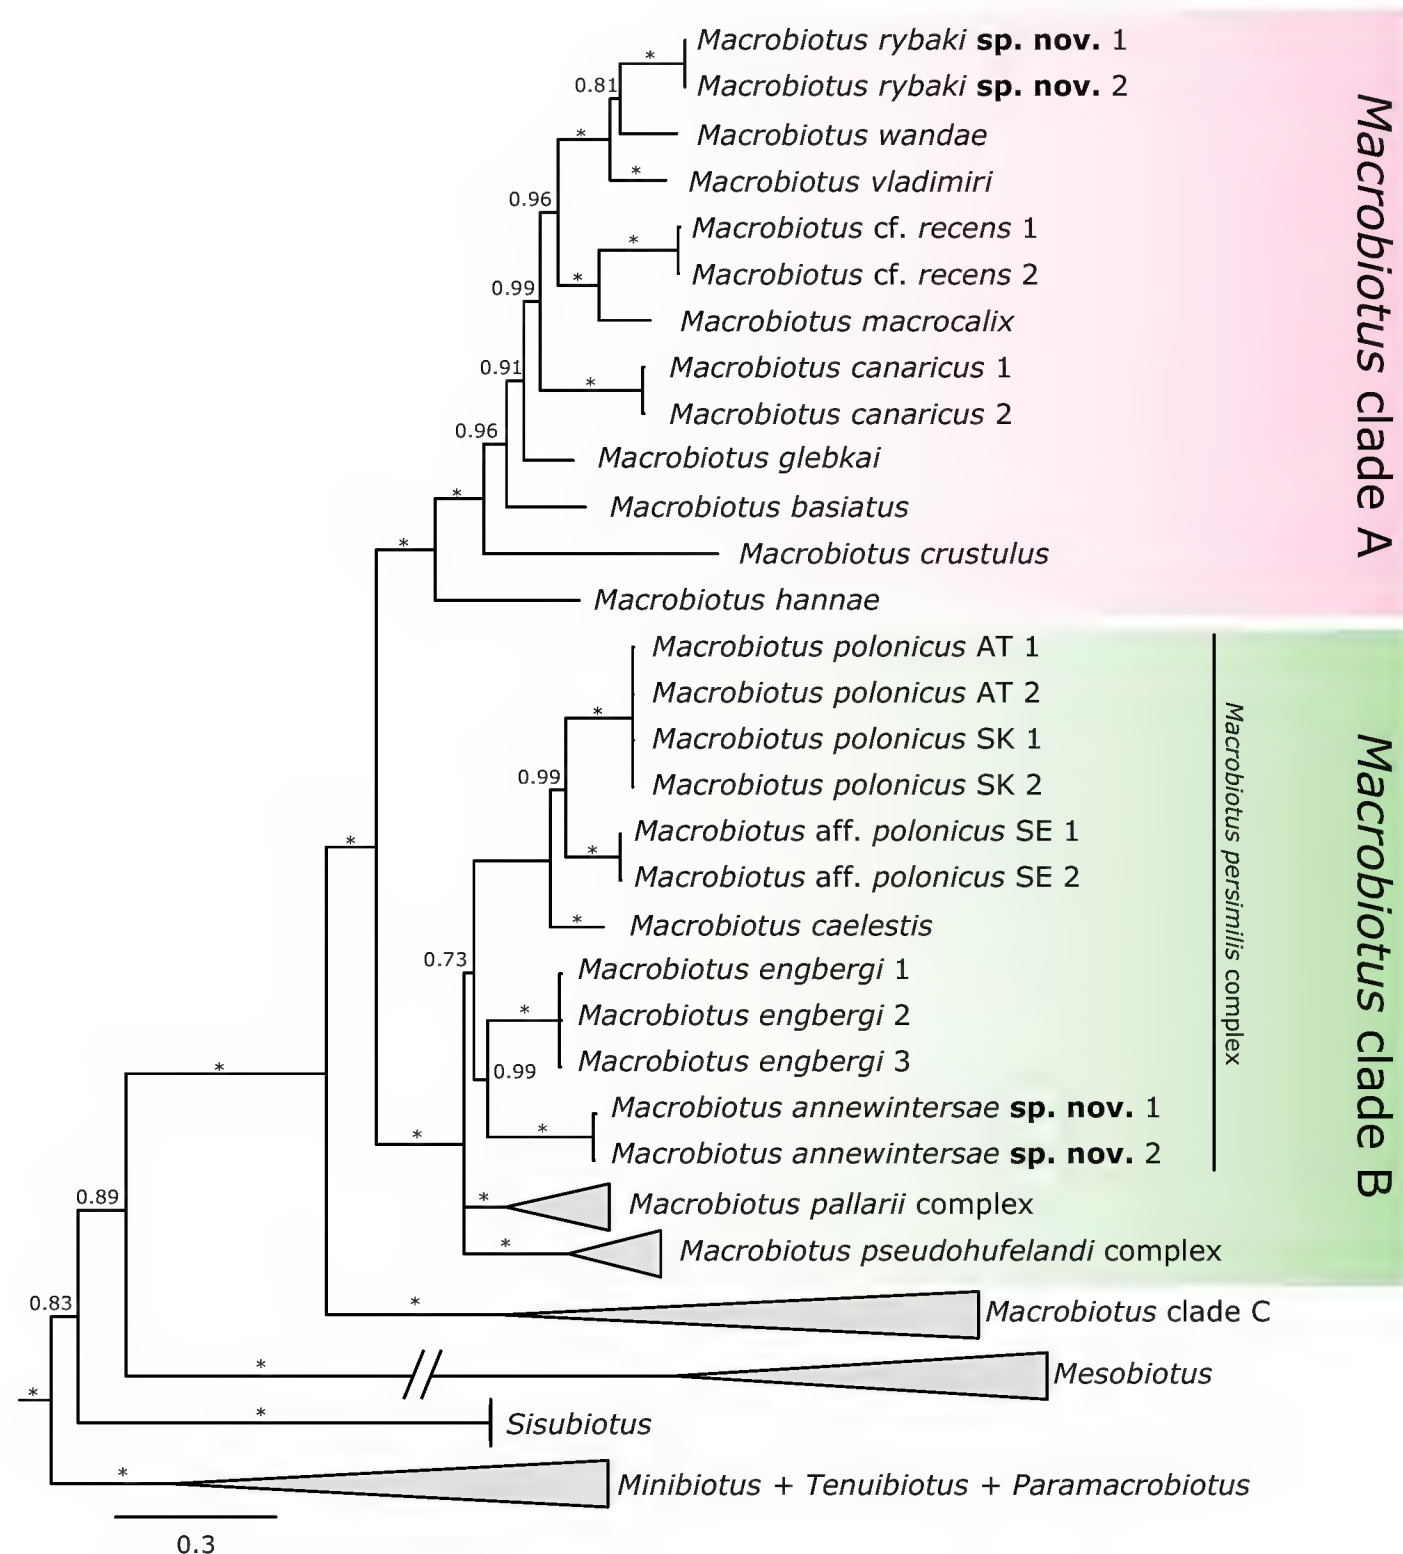 Macrobiotus rybaki sp. nov. 1
*
0.81
Macrobiotus rybaki sp. nov. 2
*
Macrobiotus wandae
*
Macrobiotus vladimiri
0.96
Macrobiotus cf. recens 1
*
*
Macrobiotus cf. recens 2
0.99
Macrobiotus macrocalix
0.91
Macrobiotus canaricus 1
*
Macrobiotus canaricus 2
0.96
Macrobiotus glebkai
*
Macrobiotus basiatus
*
Macrobiotus crustulus
Macrobiotus hannae
Macrobiotus clade A
Macrobiotus polonicus AT 1
Macrobiotus polonicus AT 2
*
Macrobiotus polonicus SK 1
0.99
Macrobiotus polonicus SK 2
*
Macrobiotus aff. polonicus SE 1
*
Macrobiotus aff. polonicus SE 2
*
Macrobiotus caelestis
0.73
Macrobiotus engbergi 1
*
Macrobiotus engbergi 2
*
Macrobiotus engbergi 3
0.99
Macrobiotus annewintersae sp. nov. 1
*
*
Macrobiotus annewintersae sp. nov. 2
Macrobiotus persimilis complex
0.89
*
Macrobiotus pallarii complex
*
Macrobiotus pseudohufelandi complex
Macrobiotus clade B
0.83
*
Macrobiotus clade C
*
Mesobiotus
*
*
Sisubiotus
*
Minibiotus + Tenuibiotus + Paramacrobiotus
0.3